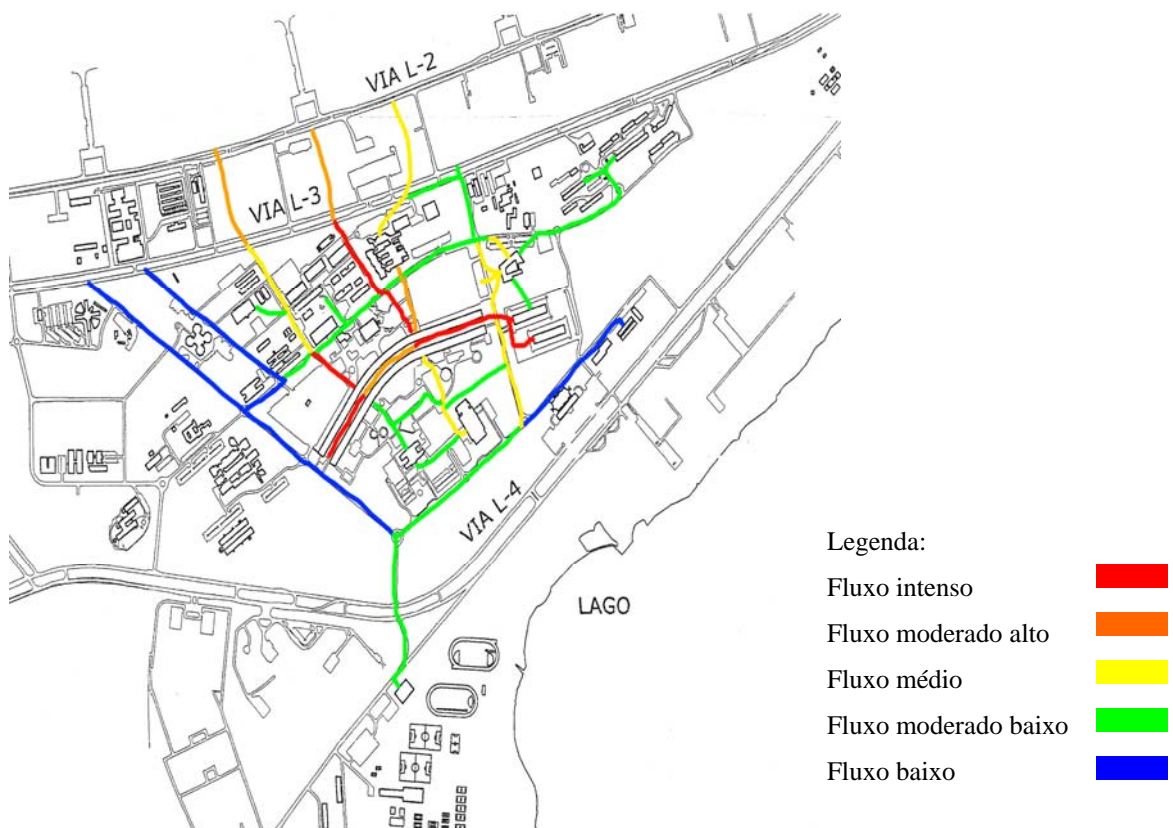 VIA L-2
VIA L-3
VIA L-4
LAGO
Legenda:
Fluxo intenso
Fluxo moderado alto
Fluxo médio
Fluxo moderado baixo
Fluxo baixo